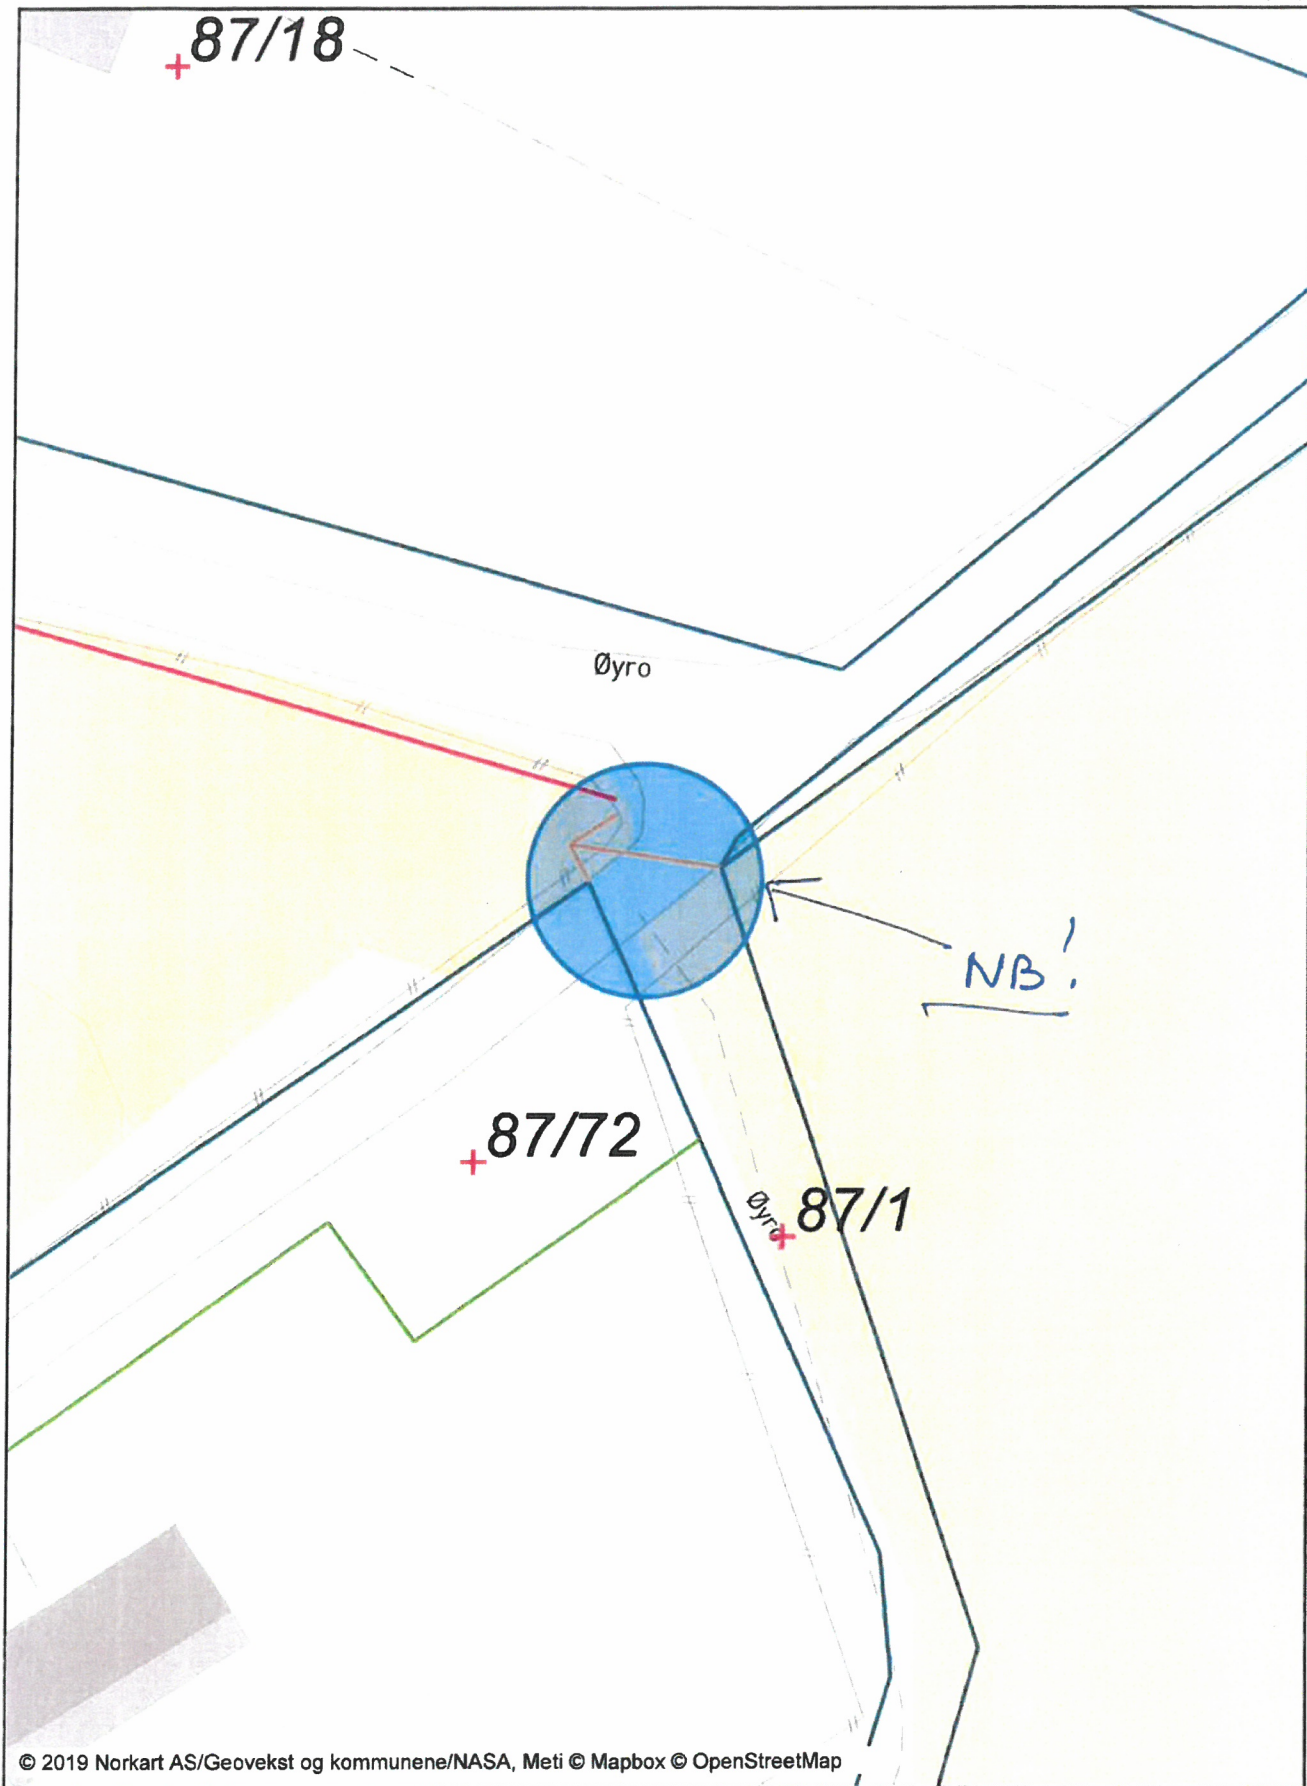 87/18
Øyro
NB!
87/72
Øyro
87/1
© 2019 Norkart AS/Geovekst og kommunene/NASA, Meti © Mapbox © OpenStreetMap